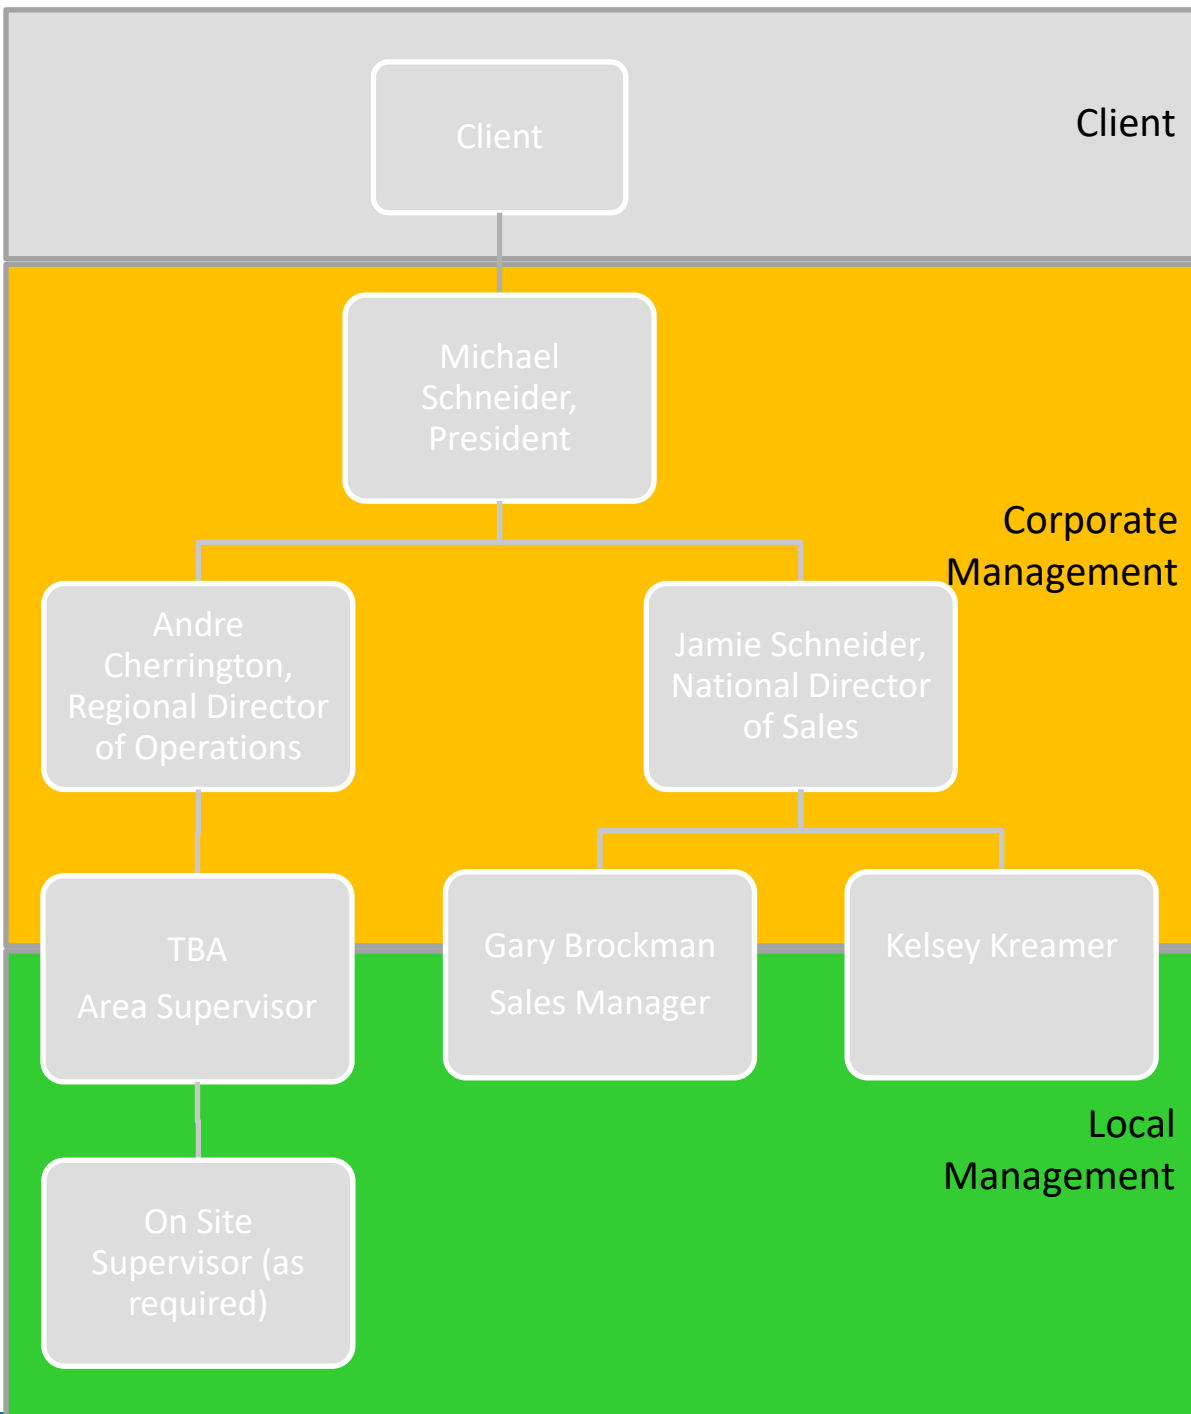 Client
Client
Michael
Schneider,
President
Corporate
Management
Andre
Cherrington,
Regional Director
of Operations
Jamie Schneider,
National Director
of Sales
TBA
Area Supervisor
Gary Brockman
Sales Manager
Kelsey Kreamer
Local
Management
On Site
Supervisor (as
required)